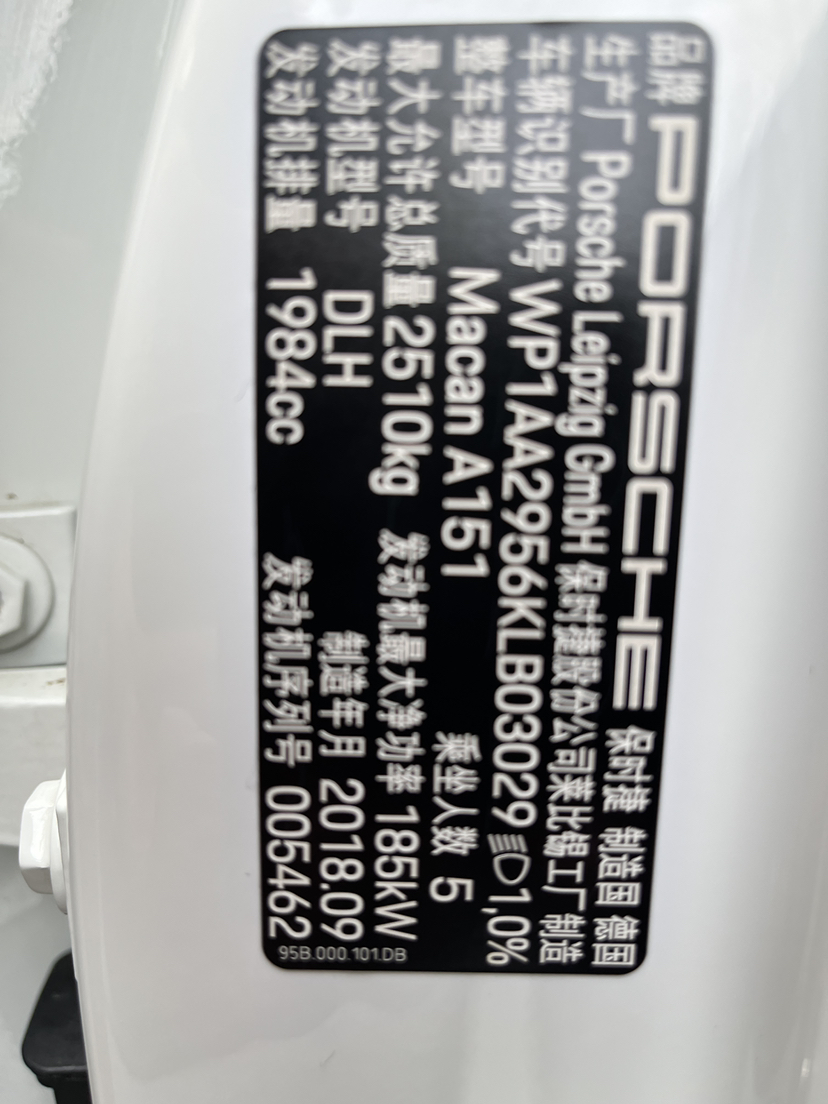 品牌 PORSCHE 保时捷 制造国 德国
生产厂 Porsche Leipzig GmbH 保时捷股份公司莱比锡工厂制造
车辆识别代号 WP1AA2956KLB03029 1,0%
整车型号 Macan A151 乘坐人数 5
最大允许总质量 2510kg 发动机最大净功率 185kW
发动机型号 DLH 制造年月 2018.09
发动机排量 1984cc 发动机序列号 005462
95B.000.101.DB